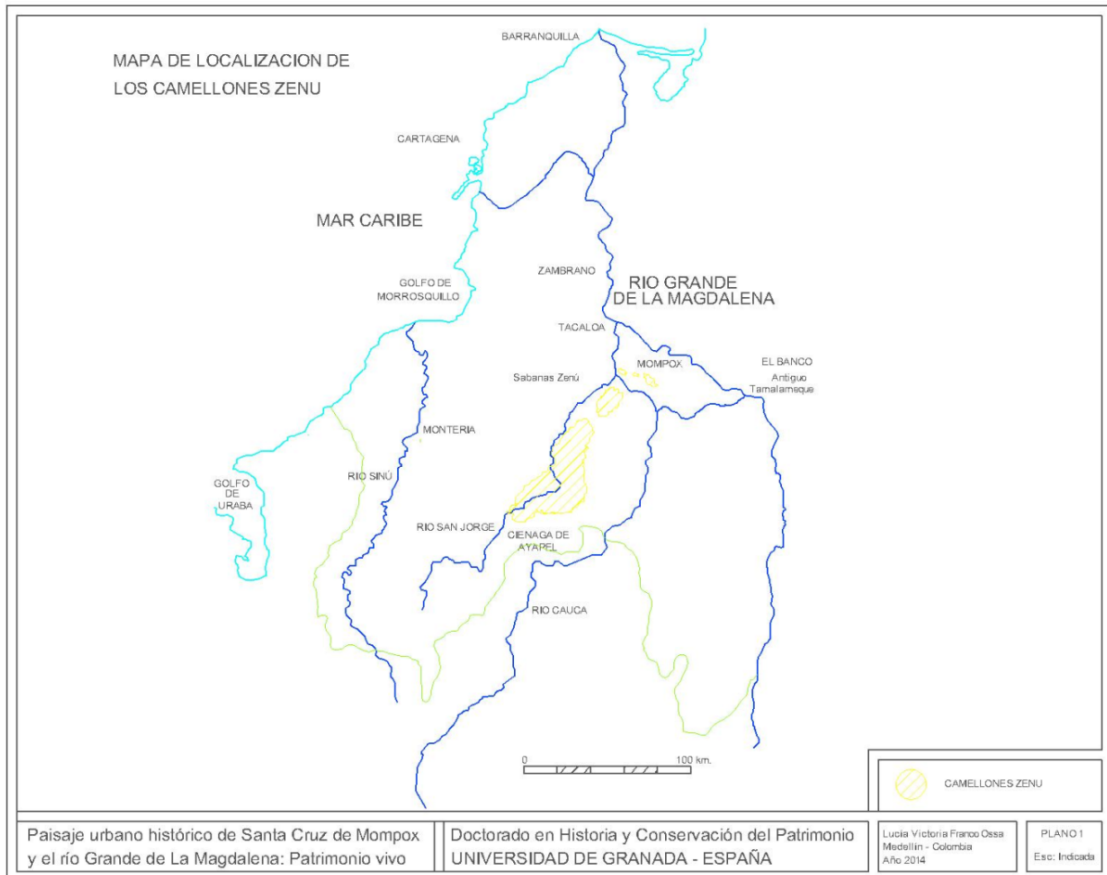 MAPA DE LOCALIZACION DE
LOS CAMELLONES ZENU
BARRANQUILLA
CARTAGENA
MAR CARIBE
GOLFO DE
MORROSQUILLO
ZAMBRANO
RIO GRANDE
DE LA MAGDALENA
TACALOA
MOMPOX
EL BANCO
Antiguo
Tamalameque
Sabanas Zenú
MONTERIA
RIO SINÚ
GOLFO
DE
URABA
RIO SAN JORGE
CIENAGA DE
AYAPEL
RIO CAUCA
0 100 km.
CAMELLONES ZENU
Paisaje urbano histórico de Santa Cruz de Mompox
y el río Grande de La Magdalena: Patrimonio vivo
Doctorado en Historia y Conservación del Patrimonio
UNIVERSIDAD DE GRANADA - ESPAÑA
Lucía Victoria Franco Ossa
Medellín - Colombia
Año 2014
PLANO 1
Esc: Indicada